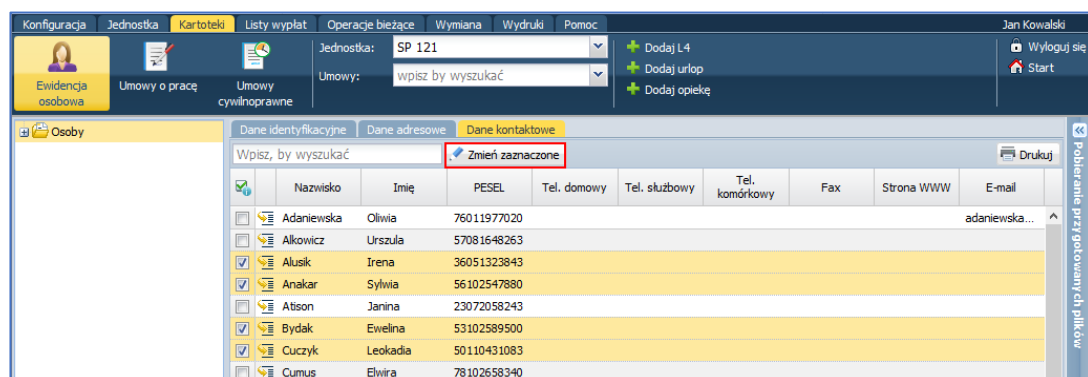 Konfiguracja Jednostka Kartoteki Listy wypłat Operacje bieżące Wymiana Wydruki Pomoc Jan Kowalski
Ewidencja osobowa
Umowy o pracę
Umowy cywilnoprawne
Jednostka: SP 121
Umowy: wpisz by wyszukać
Dodaj L4
Dodaj urlop
Dodaj opiekę
Wyloguj się
Start
Osoby
Dane identyfikacyjne Dane adresowe Dane kontaktowe
Wpisz, by wyszukać Zmień zaznaczone Drukuj
Nazwisko Imię PESEL Tel. domowy Tel. służbowy Tel. komórkowy Fax Strona WWW E-mail
Adaniewska Oliwia 76011977020 adaniewska...
Alkowicz Urszula 57081648263
Alusik Irena 36051323843
Anakar Sylwia 56102547880
Atison Janina 23072058243
Bydak Ewelina 53102589500
Cuczyk Leokadia 50110431083
Cumus Elwira 78102658340
Pobieranie przygotowanych plików